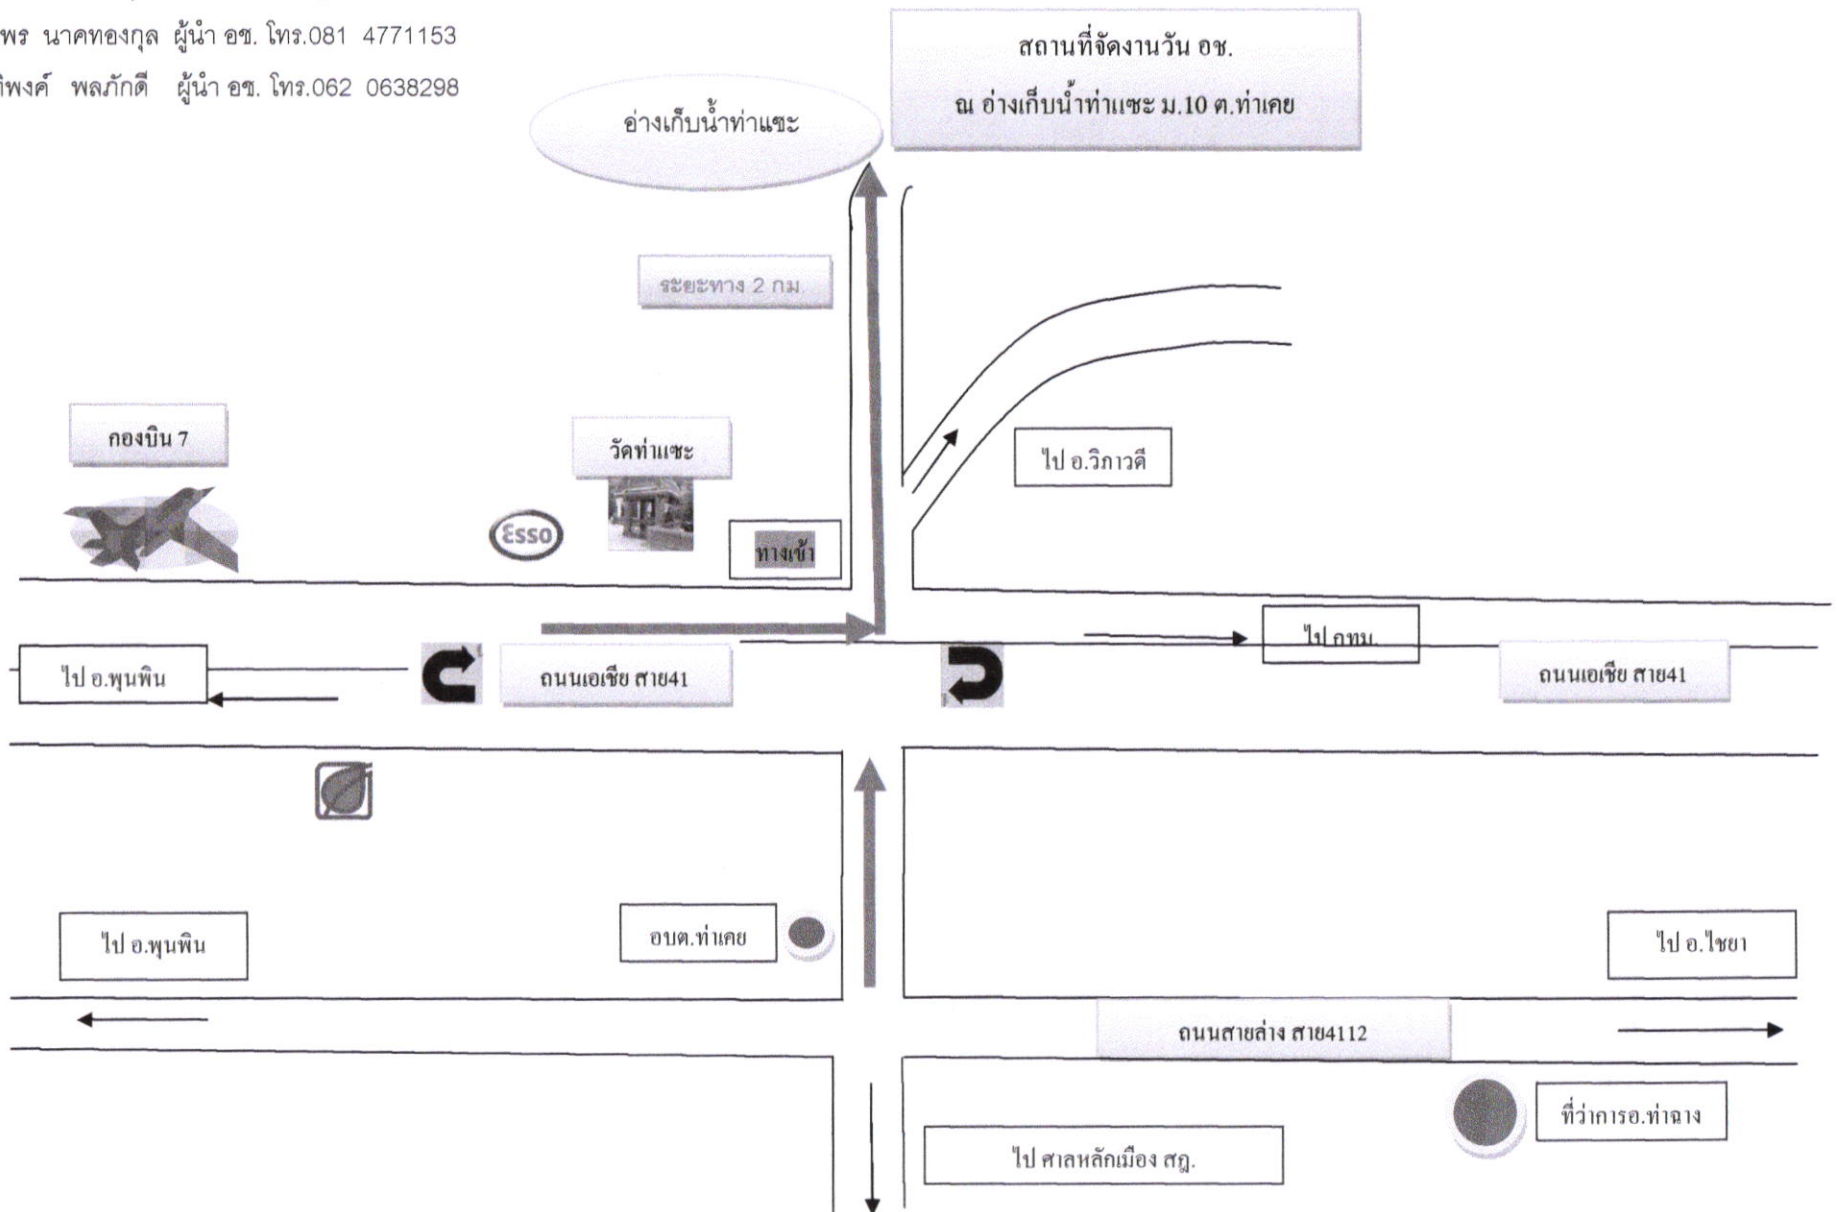 พร นาคทองกุล ผู้นำ อช. โทร.081 4771153
พงค์ พลภักดี ผู้นำ อช. โทร.062 0638298
สถานที่จัดงานวัน อช.
ณ อ่างเก็บน้ำท่าแซะ ม.10 ต.ท่าเคย
อ่างเก็บน้ำท่าแซะ
ระยะทาง 2 กม.
กองบิน 7
วัดท่าแซะ
ไป อ.วิภาวดี
Esso
ทางเข้า
ไป กทม.
ไป อ.พุนพิน
ถนนเอเชีย สาย41
ถนนเอเชีย สาย41
ไป อ.พุนพิน
อบต.ท่าเคย
ไป อ.ไชยา
ถนนสายล่าง สาย4112
ที่ว่าการอ.ท่าฉาง
ไป ศาลหลักเมือง สฎ.